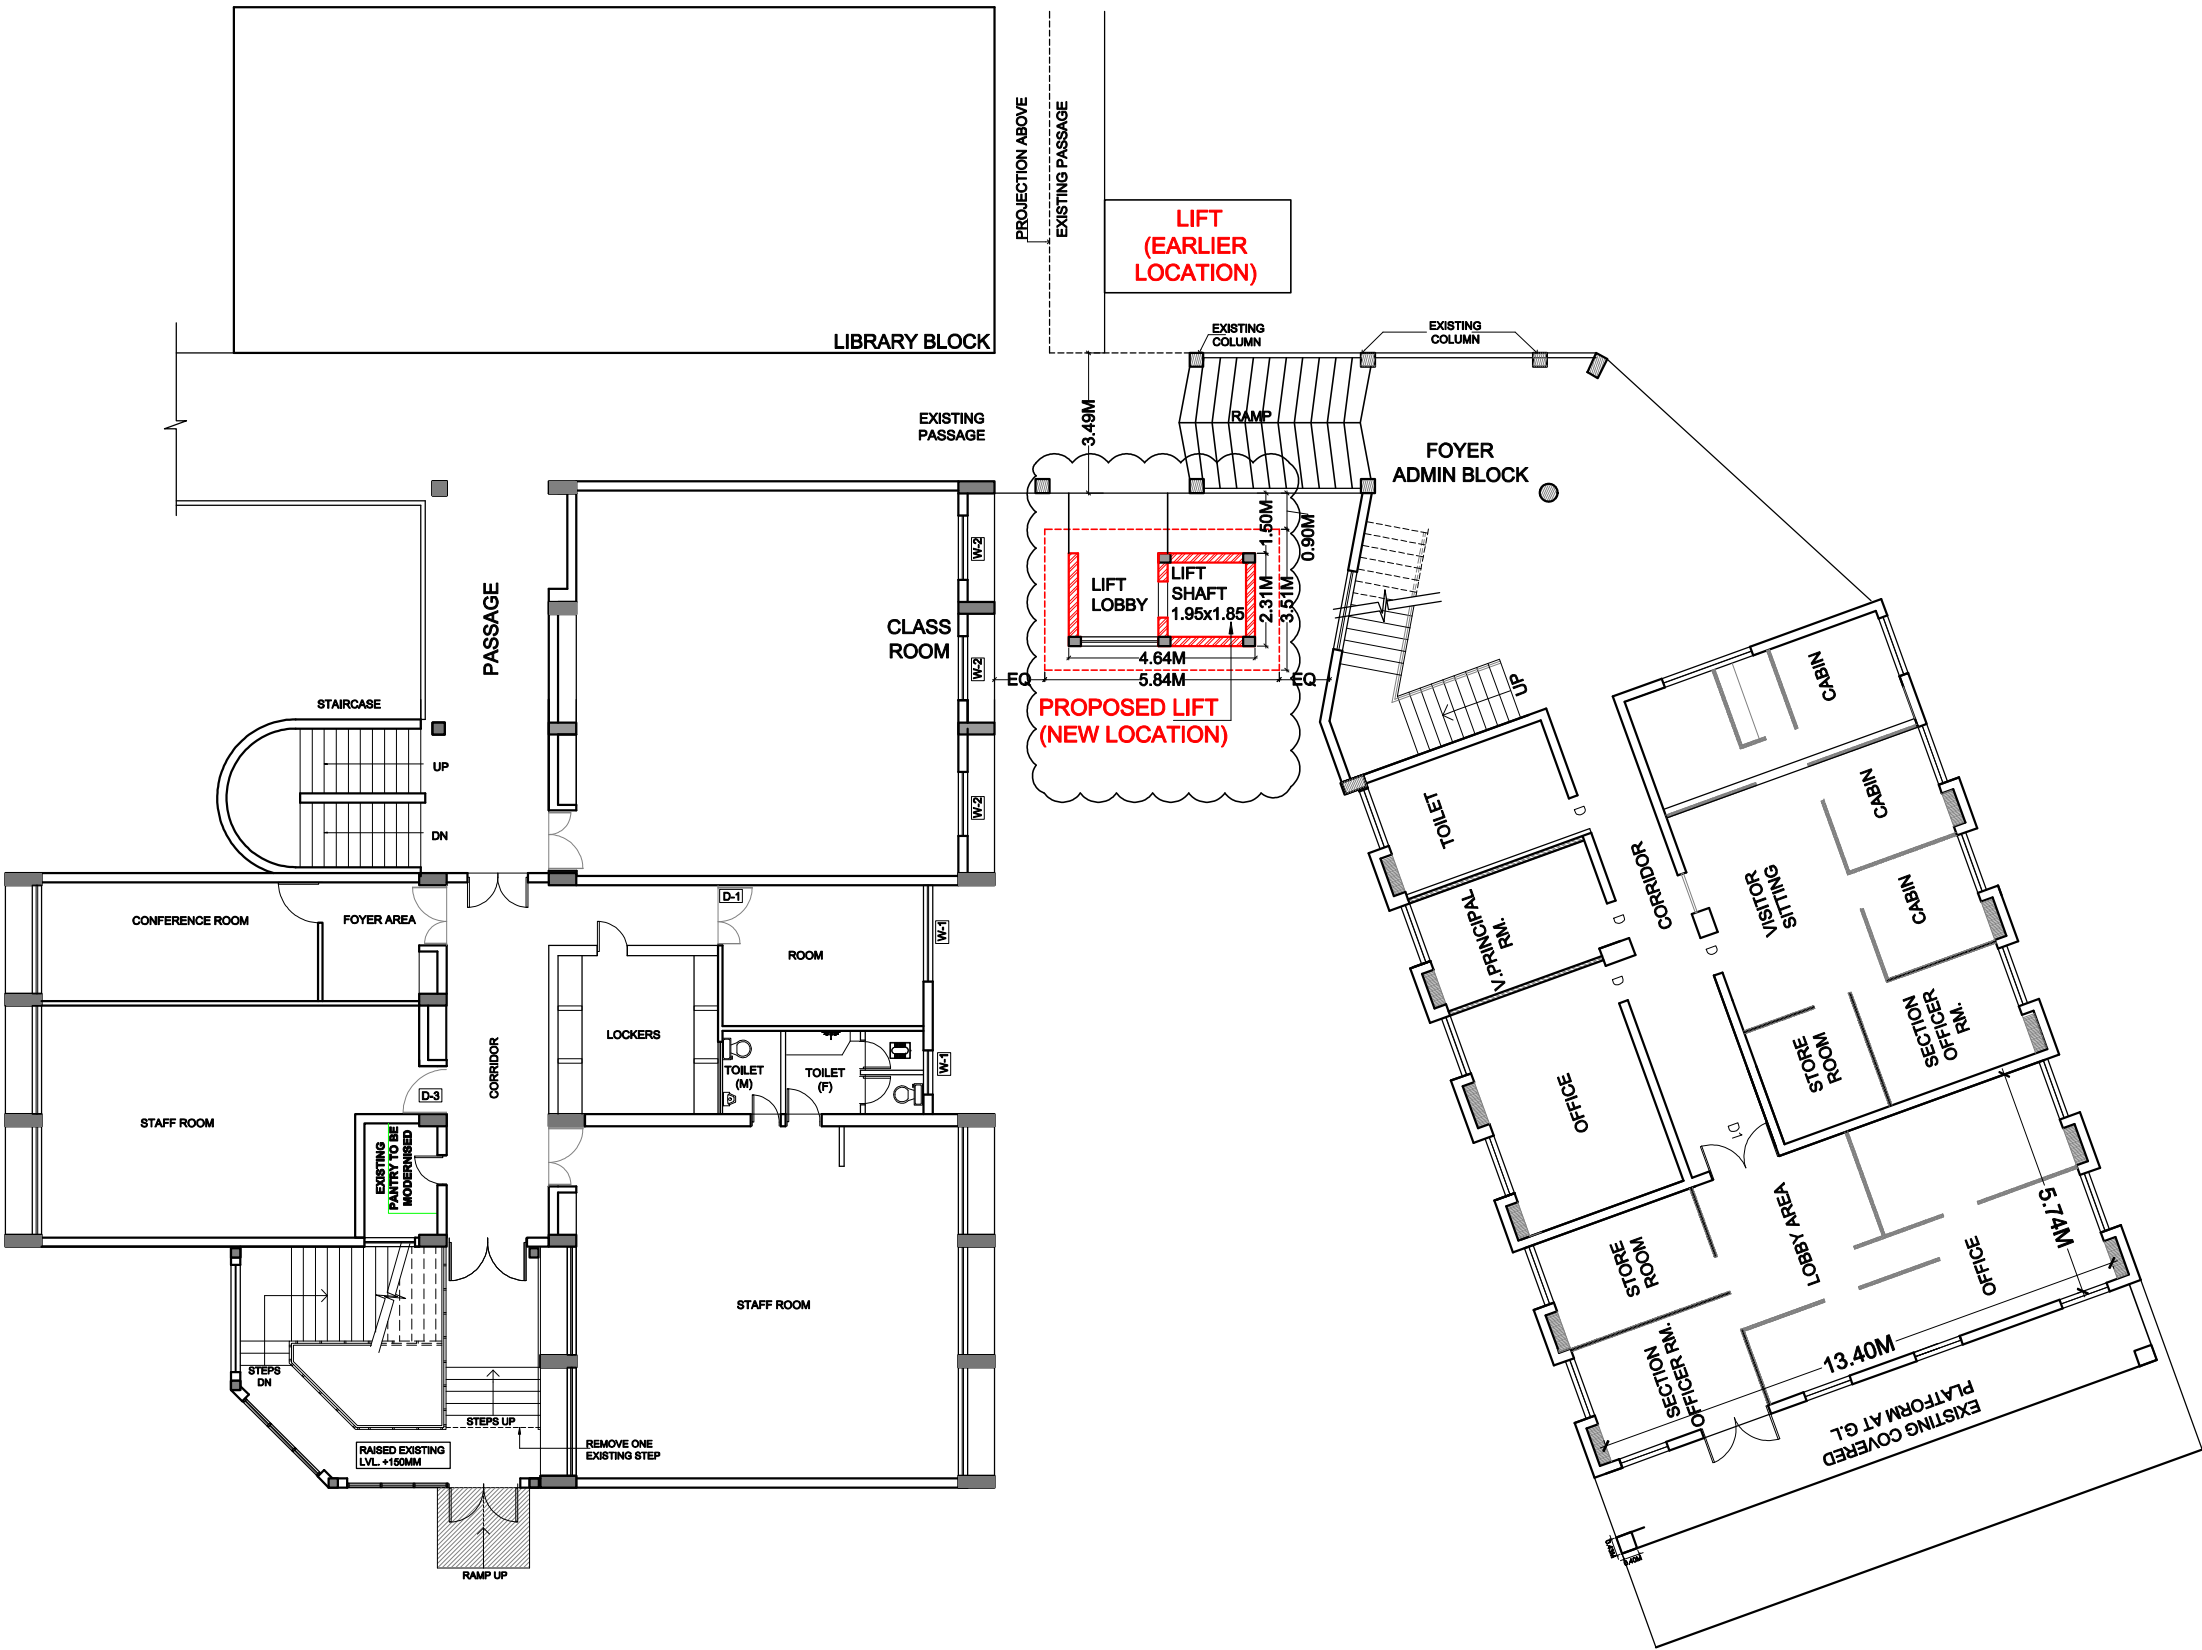 PROJECTION ABOVE
EXISTING PASSAGE
LIFT
(EARLIER
LOCATION)
LIBRARY BLOCK
EXISTING
COLUMN
EXISTING
COLUMN
EXISTING
PASSAGE
3.49M
RAMP
FOYER
ADMIN BLOCK
PASSAGE
CLASS
ROOM
W-2
W-2
W-2
LIFT
LOBBY
LIFT
SHAFT
1.95x1.85
1.50M
0.90M
2.31M
3.51M
4.64M
EQ
5.84M
EQ
PROPOSED LIFT
(NEW LOCATION)
UP
STAIRCASE
UP
DN
CONFERENCE ROOM
FOYER AREA
D-1
W-1
ROOM
LOCKERS
CORRIDOR
TOILET
(M)
TOILET
(F)
W-1
D-3
STAFF ROOM
EXISTING
PANTRY TO BE
MODERNISED
STAFF ROOM
STEPS
DN
STEPS UP
REMOVE ONE
EXISTING STEP
RAISED EXISTING
LVL. +150MM
RAMP UP
CABIN
TOILET
D
CABIN
CORRIDOR
VISITOR
SITTING
CABIN
V.PRINCIPAL
RM.
D
D
D
SECTION
OFFICER
RM.
STORE
ROOM
OFFICE
D1
LOBBY AREA
5.74M
STORE
ROOM
OFFICE
SECTION
OFFICER RM.
13.40M
EXISTING COVERED
PLATFORM AT G.L
0.40M
0.40M